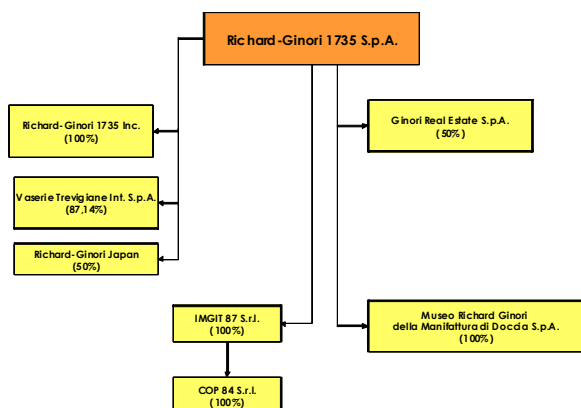 Richard-Ginori 1735 S.p.A.
Richard-Ginori 1735 Inc.
(100%)
Ginori Real Estate S.p.A.
(50%)
Vaserie Trevigiane Int. S.p.A.
(87,14%)
Richard-Ginori Japan
(50%)
IMGIT 87 S.r.l.
(100%)
Museo Richard Ginori
della Manifattura di Doccia S.p.A.
(100%)
COP 84 S.r.l.
(100%)